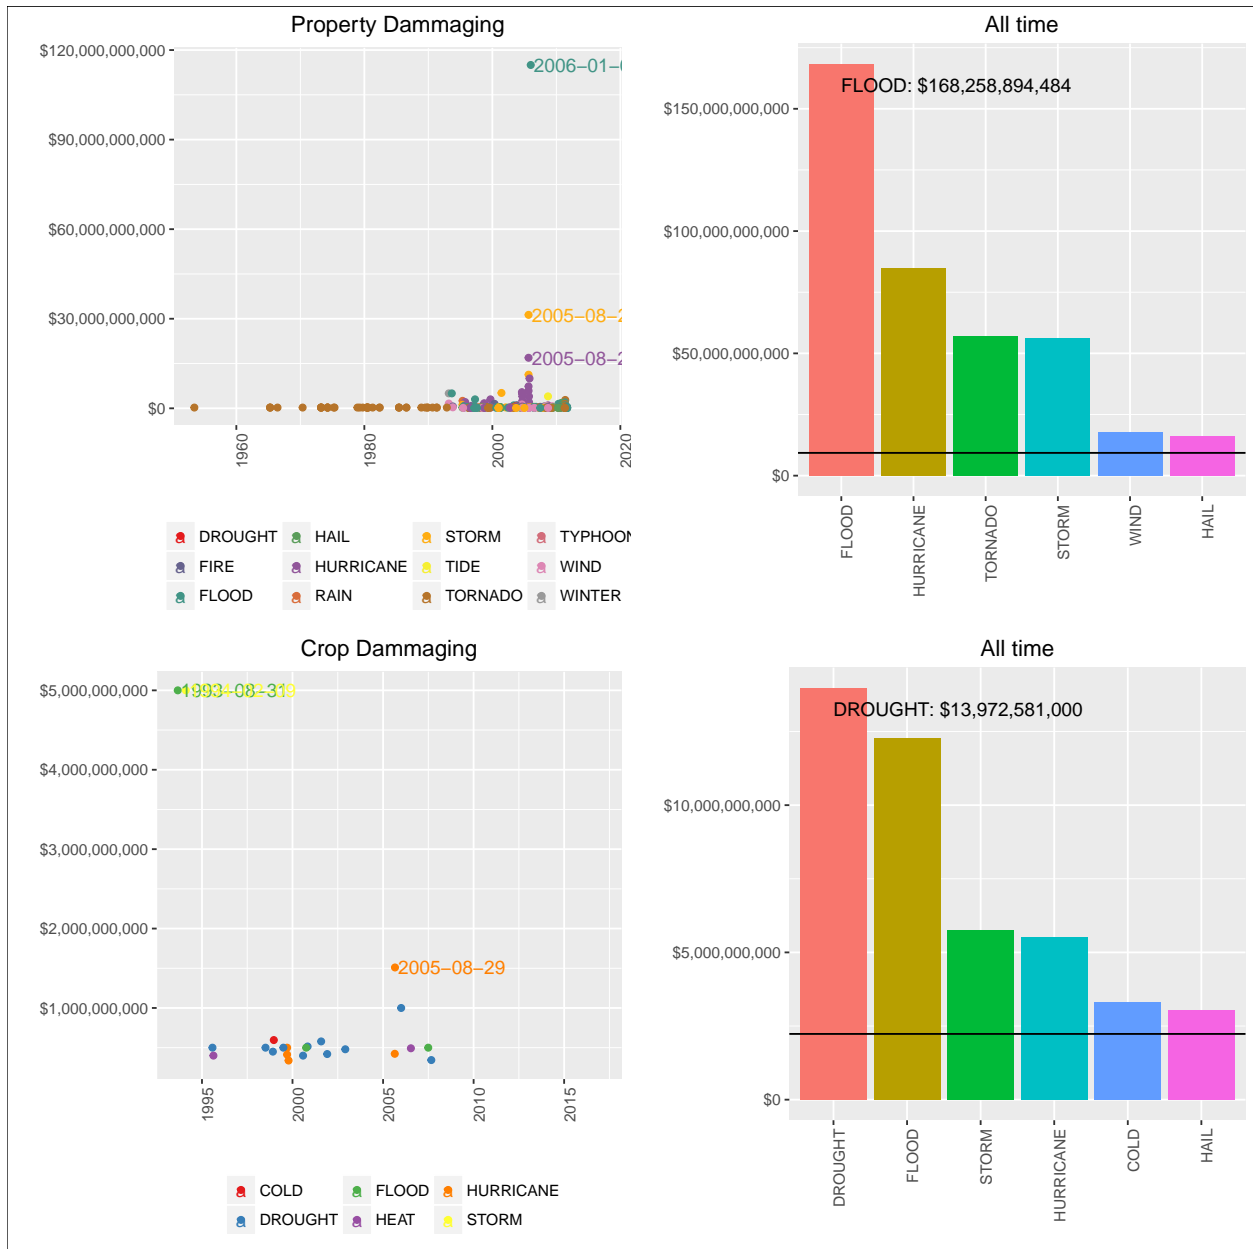 Property Dammaging
$120,000,000,000
$90,000,000,000
$60,000,000,000
$30,000,000,000
$0
2006−01−
2005−08−2
2005−08−2
1960
1980
2000
2020
DROUGHT HAIL STORM TYPHOON
FIRE HURRICANE TIDE WIND
FLOOD RAIN TORNADO WINTER
All time
FLOOD: $168,258,894,484
$150,000,000,000
$100,000,000,000
$50,000,000,000
$0
FLOOD
HURRICANE
TORNADO
STORM
WIND
HAIL
Crop Dammaging
$5,000,000,000
$4,000,000,000
$3,000,000,000
$2,000,000,000
$1,000,000,000
1993−08−31
2005−08−29
1995
2000
2005
2010
2015
COLD FLOOD HURRICANE
DROUGHT HEAT STORM
All time
DROUGHT: $13,972,581,000
$10,000,000,000
$5,000,000,000
$0
DROUGHT
FLOOD
STORM
HURRICANE
COLD
HAIL